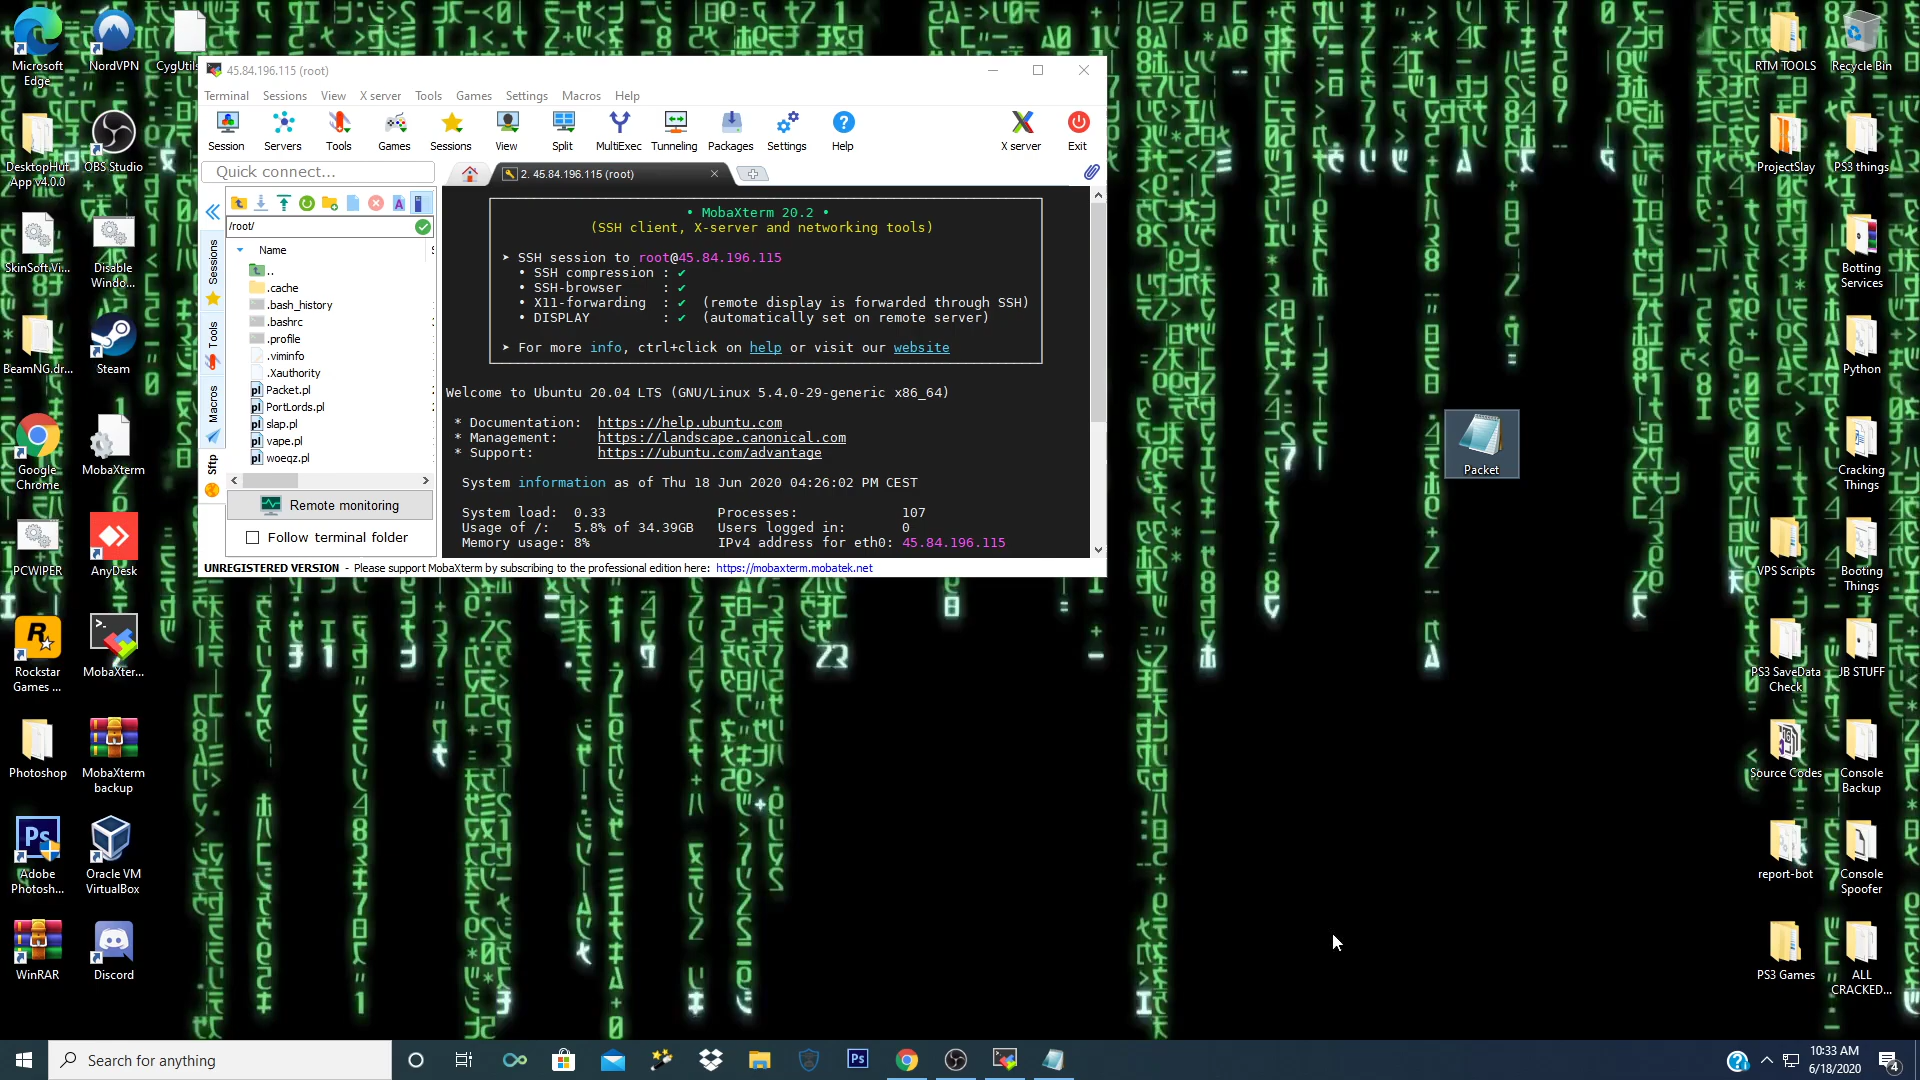 Microsoft
Edge
NordVPN
CygUtils
DesktopHut
App v4.0.0
OBS Studio
SkinSoftVi...
Disable
Windo...
BeamNG.dr...
Steam
Google
Chrome
MobaXterm
PCWIPER
AnyDesk
Rockstar
Games ...
MobaXter...
Photoshop
MobaXterm
backup
Adobe
Photosh...
Oracle VM
VirtualBox
WinRAR
Discord
45.84.196.115 (root)
Terminal Sessions View X server Tools Games Settings Macros Help
Session Servers Tools Games Sessions View Split MultiExec Tunneling Packages Settings Help X server Exit
Quick connect...
2. 45.84.196.115 (root)
Sessions
Tools
Macros
Sftp
/root/
Name
..
.cache
.bash_history
.bashrc
.profile
.viminfo
.Xauthority
Packet.pl
PortLords.pl
slap.pl
vape.pl
woeqz.pl
Remote monitoring
Follow terminal folder
• MobaXterm 20.2 •
(SSH client, X-server and networking tools)
➤ SSH session to root@45.84.196.115
• SSH compression : ✔
• SSH-browser : ✔
• X11-forwarding : ✔ (remote display is forwarded through SSH)
• DISPLAY : ✔ (automatically set on remote server)
➤ For more info, ctrl+click on help or visit our website
Welcome to Ubuntu 20.04 LTS (GNU/Linux 5.4.0-29-generic x86_64)
* Documentation: https://help.ubuntu.com
* Management: https://landscape.canonical.com
* Support: https://ubuntu.com/advantage
System information as of Thu 18 Jun 2020 04:26:02 PM CEST
System load: 0.33 Processes: 107
Usage of /: 5.8% of 34.39GB Users logged in: 0
Memory usage: 8% IPv4 address for eth0: 45.84.196.115
UNREGISTERED VERSION - Please support MobaXterm by subscribing to the professional edition here: https://mobaxterm.mobatek.net
Packet
RTM TOOLS
Recycle Bin
ProjectSlay
PS3 things
Botting
Services
Python
Cracking
Things
VPS Scripts
Booting
Things
PS3 SaveData
Check
JB STUFF
Source Codes
Console
Backup
report-bot
Console
Spoofer
PS3 Games
ALL
CRACKED...
Search for anything
10:33 AM
6/18/2020
4